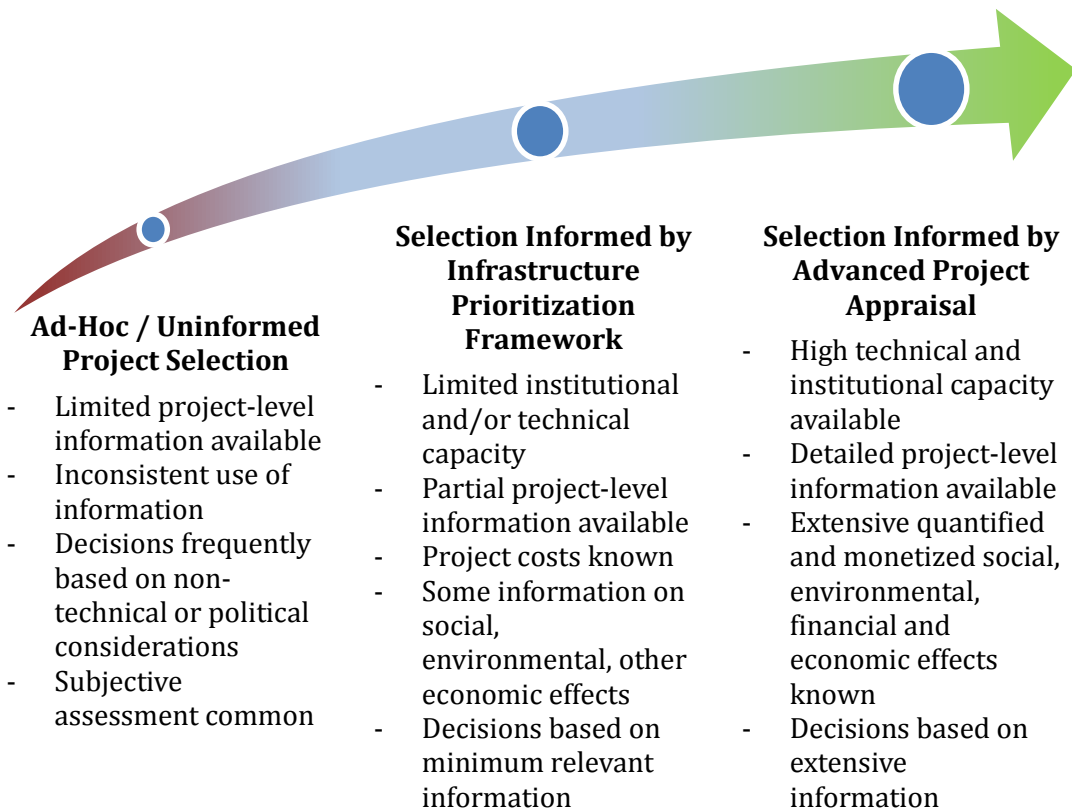 Ad-Hoc / Uninformed
Project Selection
- Limited project-level
information available
- Inconsistent use of
information
- Decisions frequently
based on non-
technical or political
considerations
- Subjective
assessment common
Selection Informed by
Infrastructure
Prioritization
Framework
- Limited institutional
and/or technical
capacity
- Partial project-level
information available
- Project costs known
- Some information on
social,
environmental, other
economic effects
- Decisions based on
minimum relevant
information
Selection Informed by
Advanced Project
Appraisal
- High technical and
institutional capacity
available
- Detailed project-level
information available
- Extensive quantified
and monetized social,
environmental,
financial and
economic effects
known
- Decisions based on
extensive
information